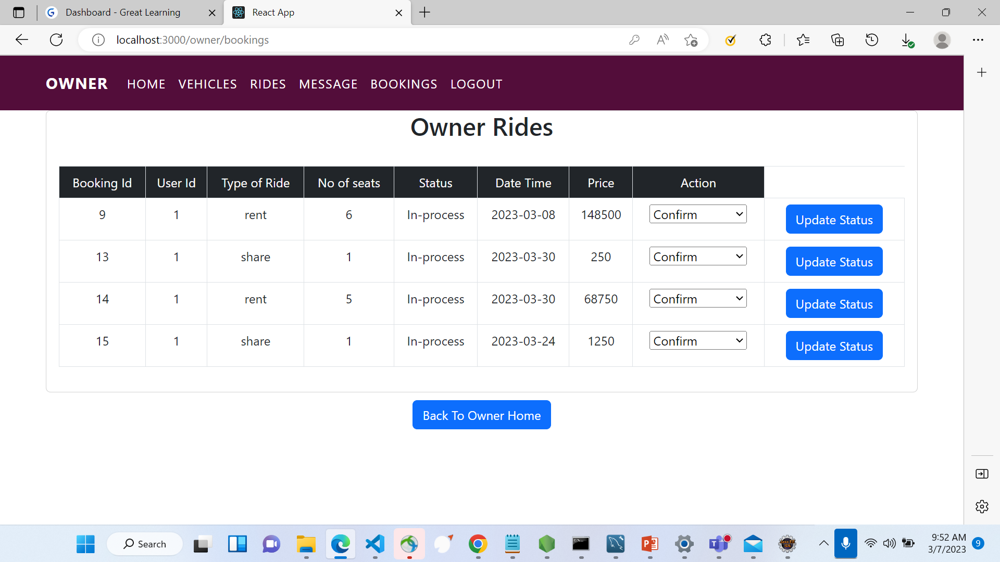 Dashboard - Great Learning
React App
localhost:3000/owner/bookings
OWNER HOME VEHICLES RIDES MESSAGE BOOKINGS LOGOUT
Owner Rides
Booking Id User Id Type of Ride No of seats Status Date Time Price Action
9 1 rent 6 In-process 2023-03-08 148500 Confirm Update Status
13 1 share 1 In-process 2023-03-30 250 Confirm Update Status
14 1 rent 5 In-process 2023-03-30 68750 Confirm Update Status
15 1 share 1 In-process 2023-03-24 1250 Confirm Update Status
Back To Owner Home
Search
9:52 AM
3/7/2023
9